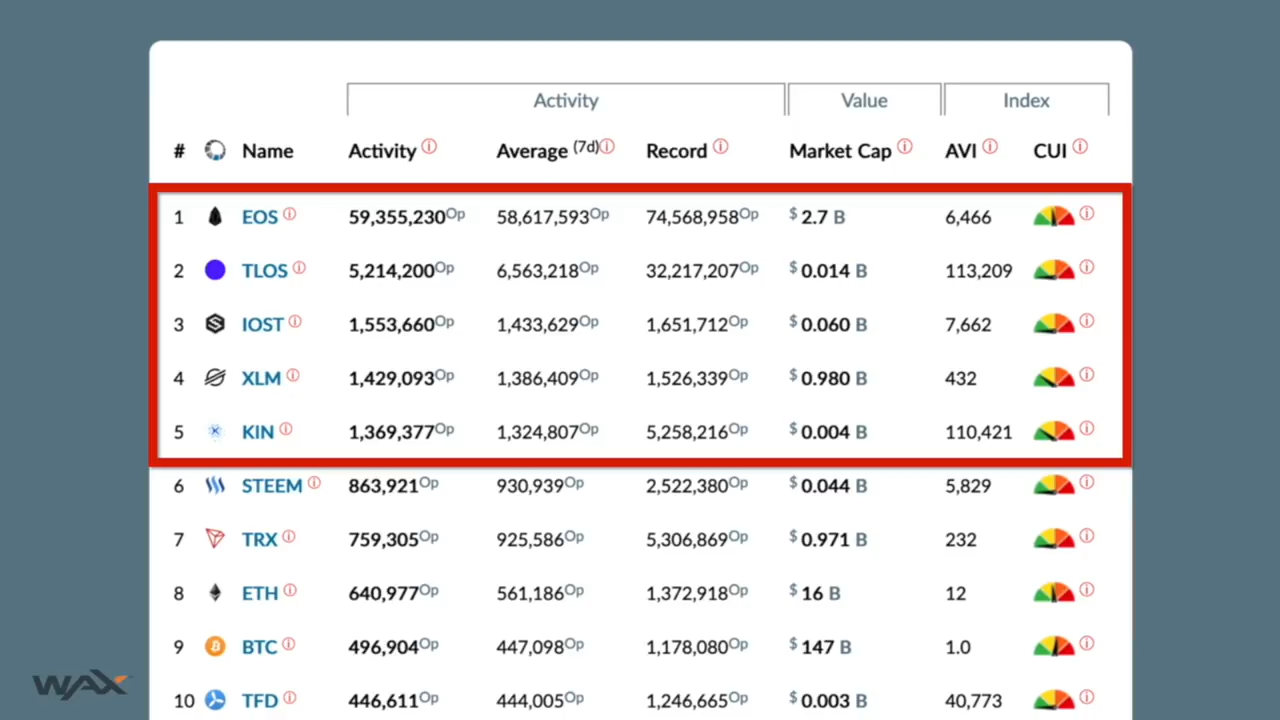 Activity Value Index
# Name Activity Average (7d) Record Market Cap AVI CUI
1 EOS 59,355,230Op 58,617,593Op 74,568,958Op $ 2.7 B 6,466
2 TLOS 5,214,200Op 6,563,218Op 32,217,207Op $ 0.014 B 113,209
3 IOST 1,553,660Op 1,433,629Op 1,651,712Op $ 0.060 B 7,662
4 XLM 1,429,093Op 1,386,409Op 1,526,339Op $ 0.980 B 432
5 KIN 1,369,377Op 1,324,807Op 5,258,216Op $ 0.004 B 110,421
6 STEEM 863,921Op 930,939Op 2,522,380Op $ 0.044 B 5,829
7 TRX 759,305Op 925,586Op 5,306,869Op $ 0.971 B 232
8 ETH 640,977Op 561,186Op 1,372,918Op $ 16 B 12
9 BTC 496,904Op 447,098Op 1,178,080Op $ 147 B 1.0
10 TFD 446,611Op 444,005Op 1,246,665Op $ 0.003 B 40,773
WAX